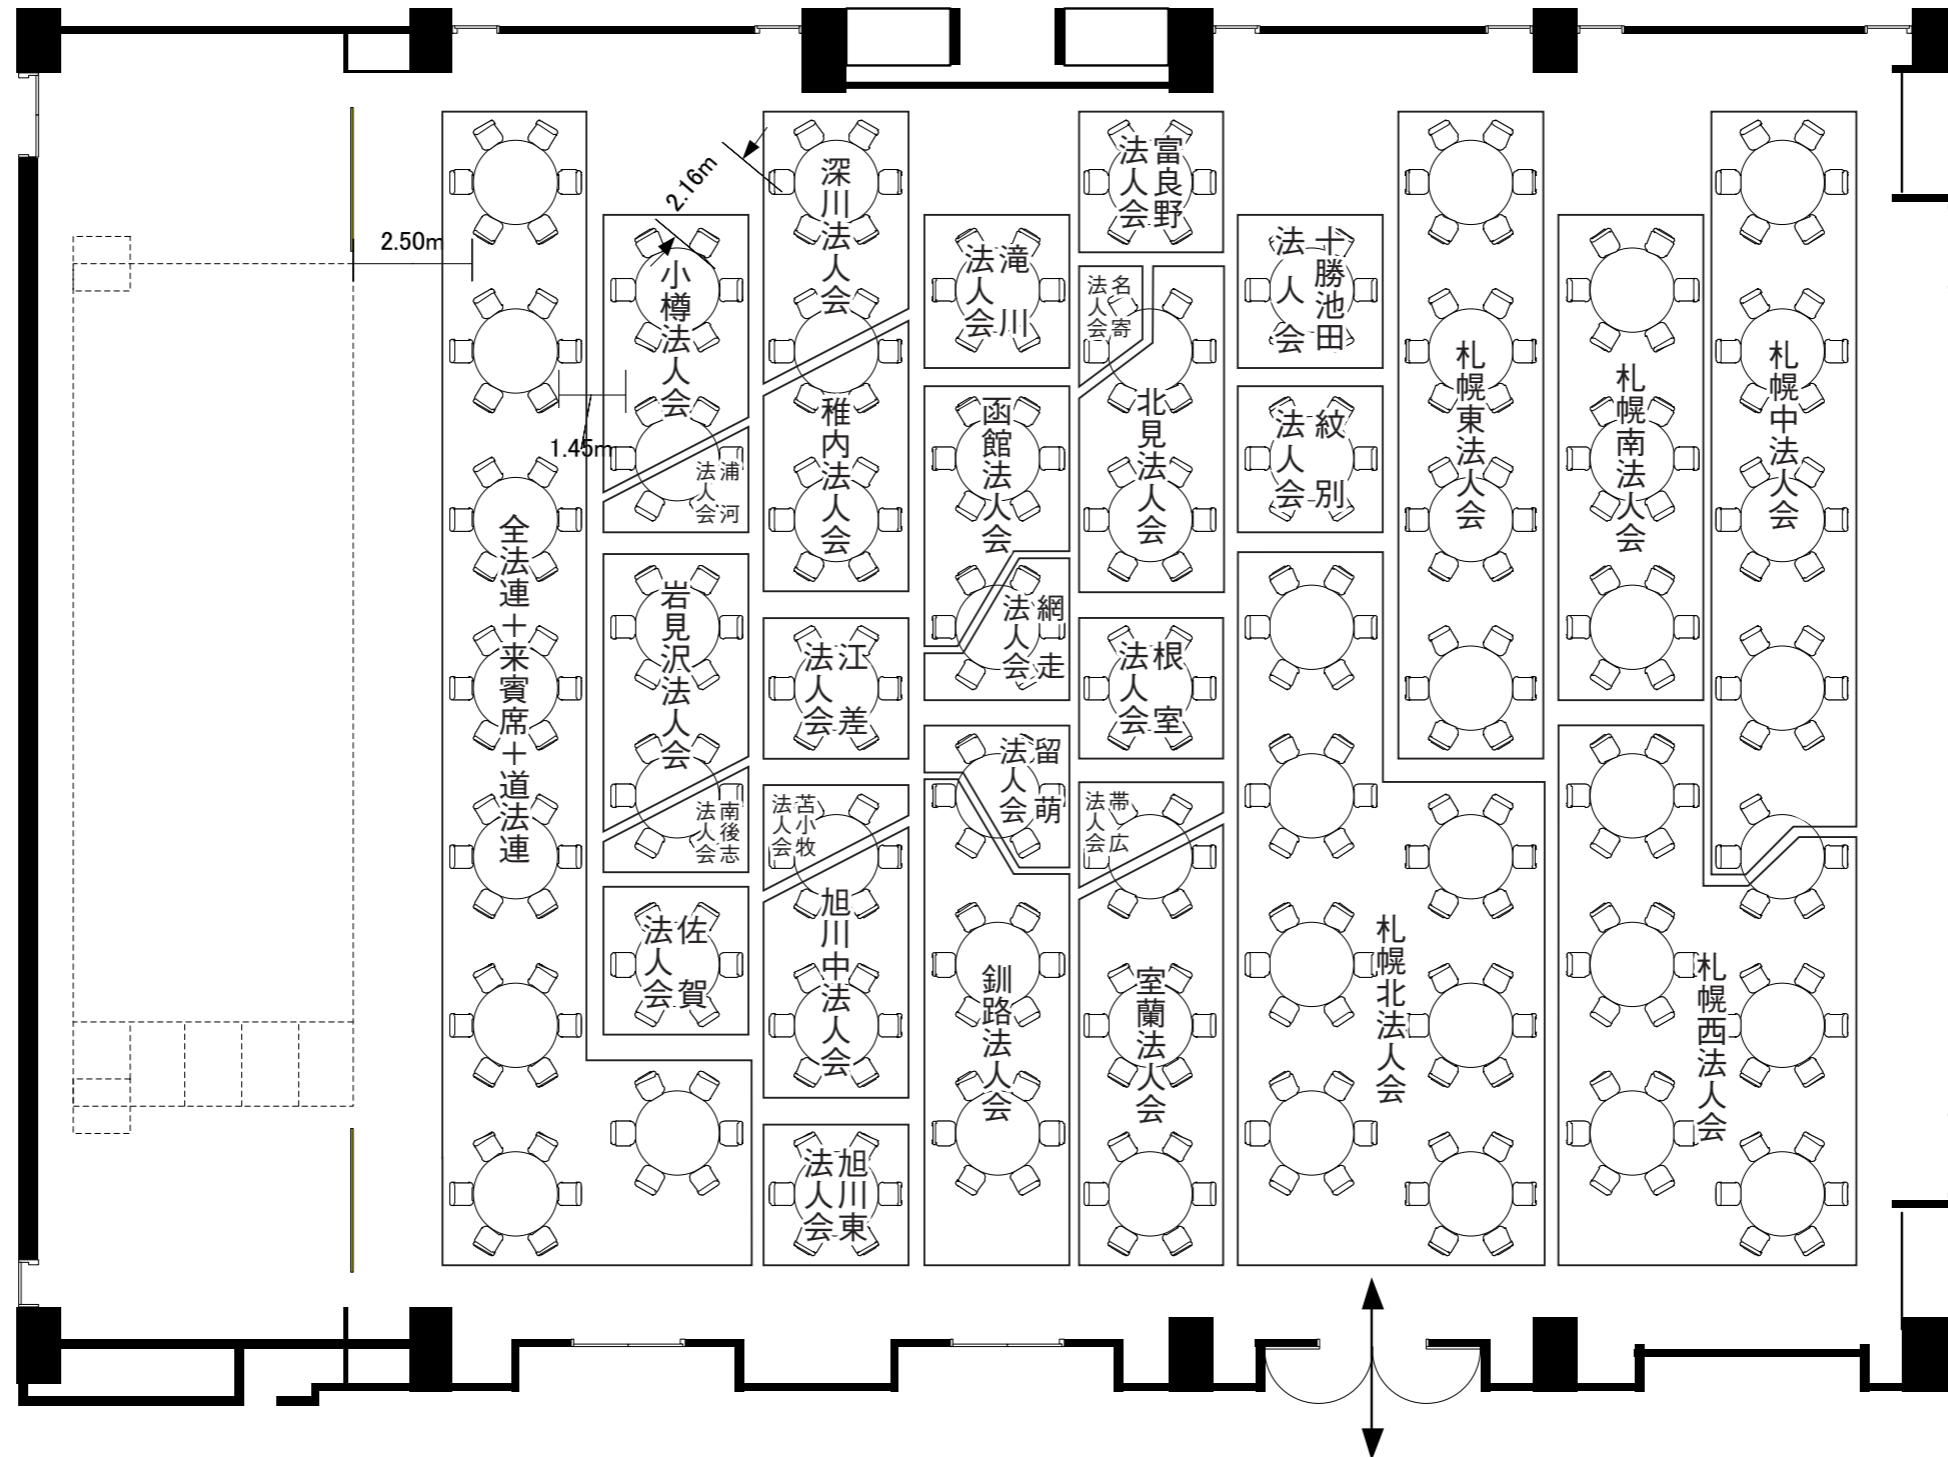 2.50m
2.16m
1.45m
全法連＋来賓席＋道法連
小樽法人会
浦河法人会
岩見沢法人会
南後志法人会
佐賀法人会
深川法人会
稚内法人会
江差法人会
苫小牧法人会
旭川中法人会
旭川東法人会
滝川法人会
函館法人会
網走法人会
留萌法人会
釧路法人会
富良野法人会
名寄法人会
北見法人会
根室法人会
帯広法人会
室蘭法人会
十勝池田法人会
紋別法人会
札幌北法人会
札幌東法人会
札幌南法人会
札幌西法人会
札幌中法人会